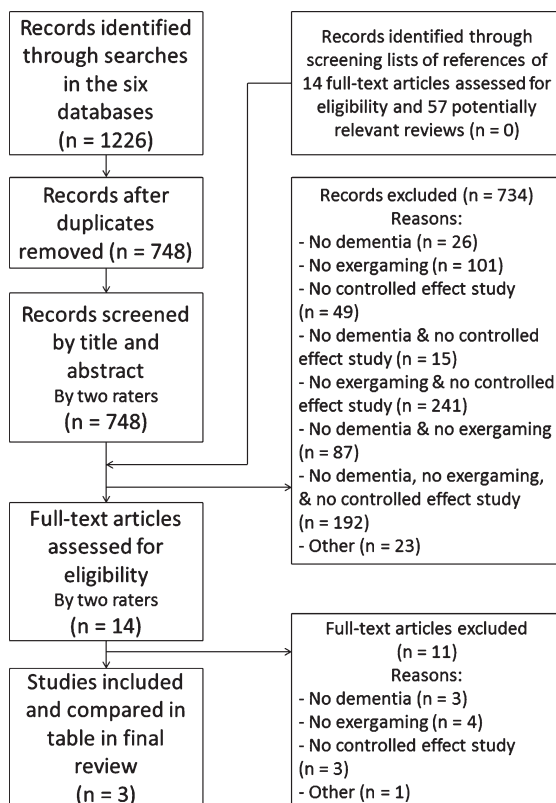 Records identified
through searches
in the six
databases
(n = 1226)
Records identified through
screening lists of references of
14 full-text articles assessed for
eligibility and 57 potentially
relevant reviews (n = 0)
Records after
duplicates
removed (n = 748)
Records screened
by title and
abstract
By two raters
(n = 748)
Records excluded (n = 734)
Reasons:
- No dementia (n = 26)
- No exergaming (n = 101)
- No controlled effect study
(n = 49)
- No dementia & no controlled
effect study (n = 15)
- No exergaming & no controlled
effect study (n = 241)
- No dementia & no exergaming
(n = 87)
- No dementia, no exergaming,
& no controlled effect study
(n = 192)
- Other (n = 23)
Full-text articles
assessed for
eligibility
By two raters
(n = 14)
Full-text articles excluded
(n = 11)
Reasons:
- No dementia (n = 3)
- No exergaming (n = 4)
- No controlled effect study
(n = 3)
- Other (n = 1)
Studies included
and compared in
table in final
review
(n = 3)